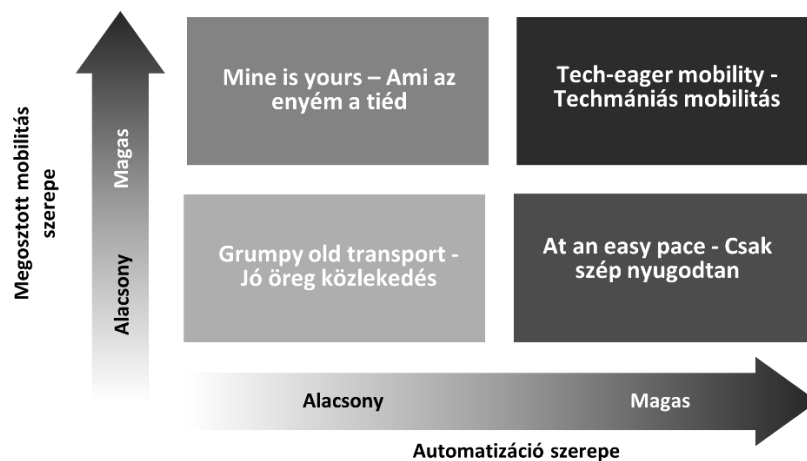 Mine is yours – Ami az
enyém a tiéd
Tech-eager mobility -
Techmániás mobilitás
Megosztott mobilitás
szerepe
Magas
Alacsony
Grumpy old transport -
Jó öreg közlekedés
At an easy pace - Csak
szép nyugodtan
Alacsony
Magas
Automatizáció szerepe